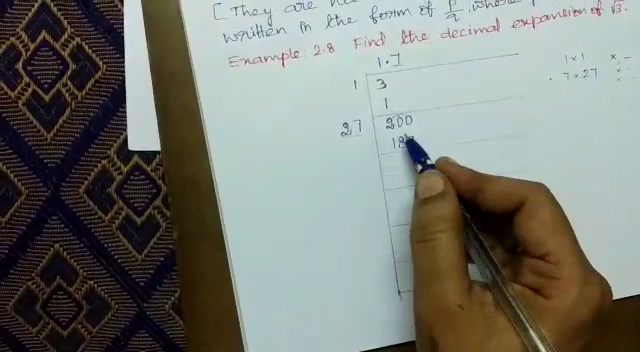 [They are
written in the form of p/q, where
Example: 2.8 Find the decimal expansion of √3.
1.7
1 3 1×1
1 7×27
27 200
18